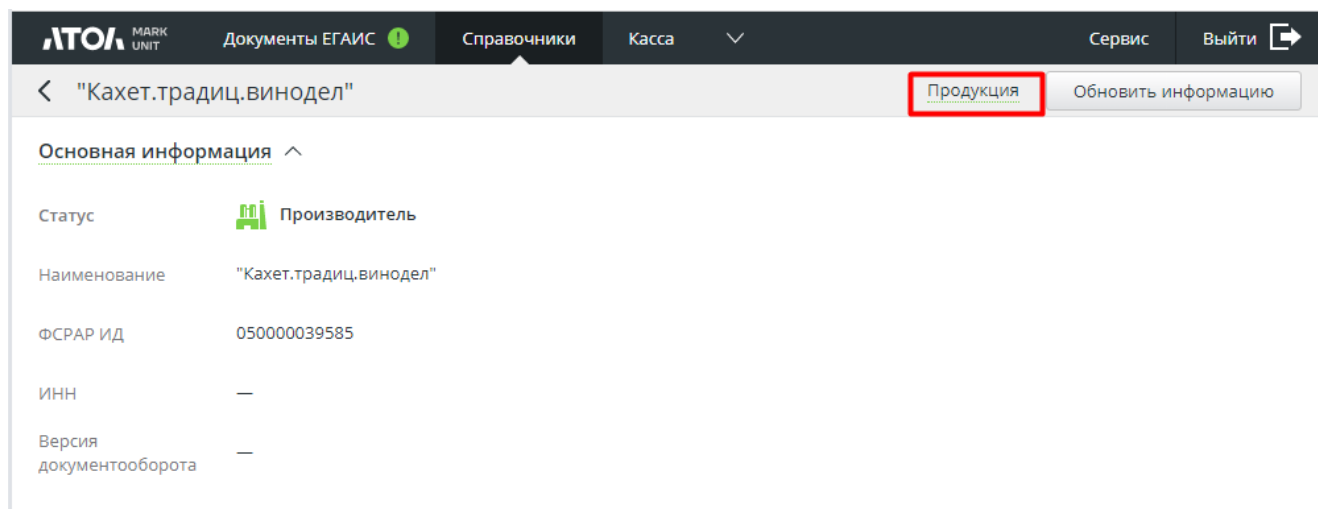 АТОЛ MARK UNIT Документы ЕГАИС Справочники Касса Сервис Выйти
"Кахет.традиц.винодел" Продукция Обновить информацию
Основная информация
Статус Производитель
Наименование "Кахет.традиц.винодел"
ФСРАР ИД 050000039585
ИНН —
Версия
документооборота —